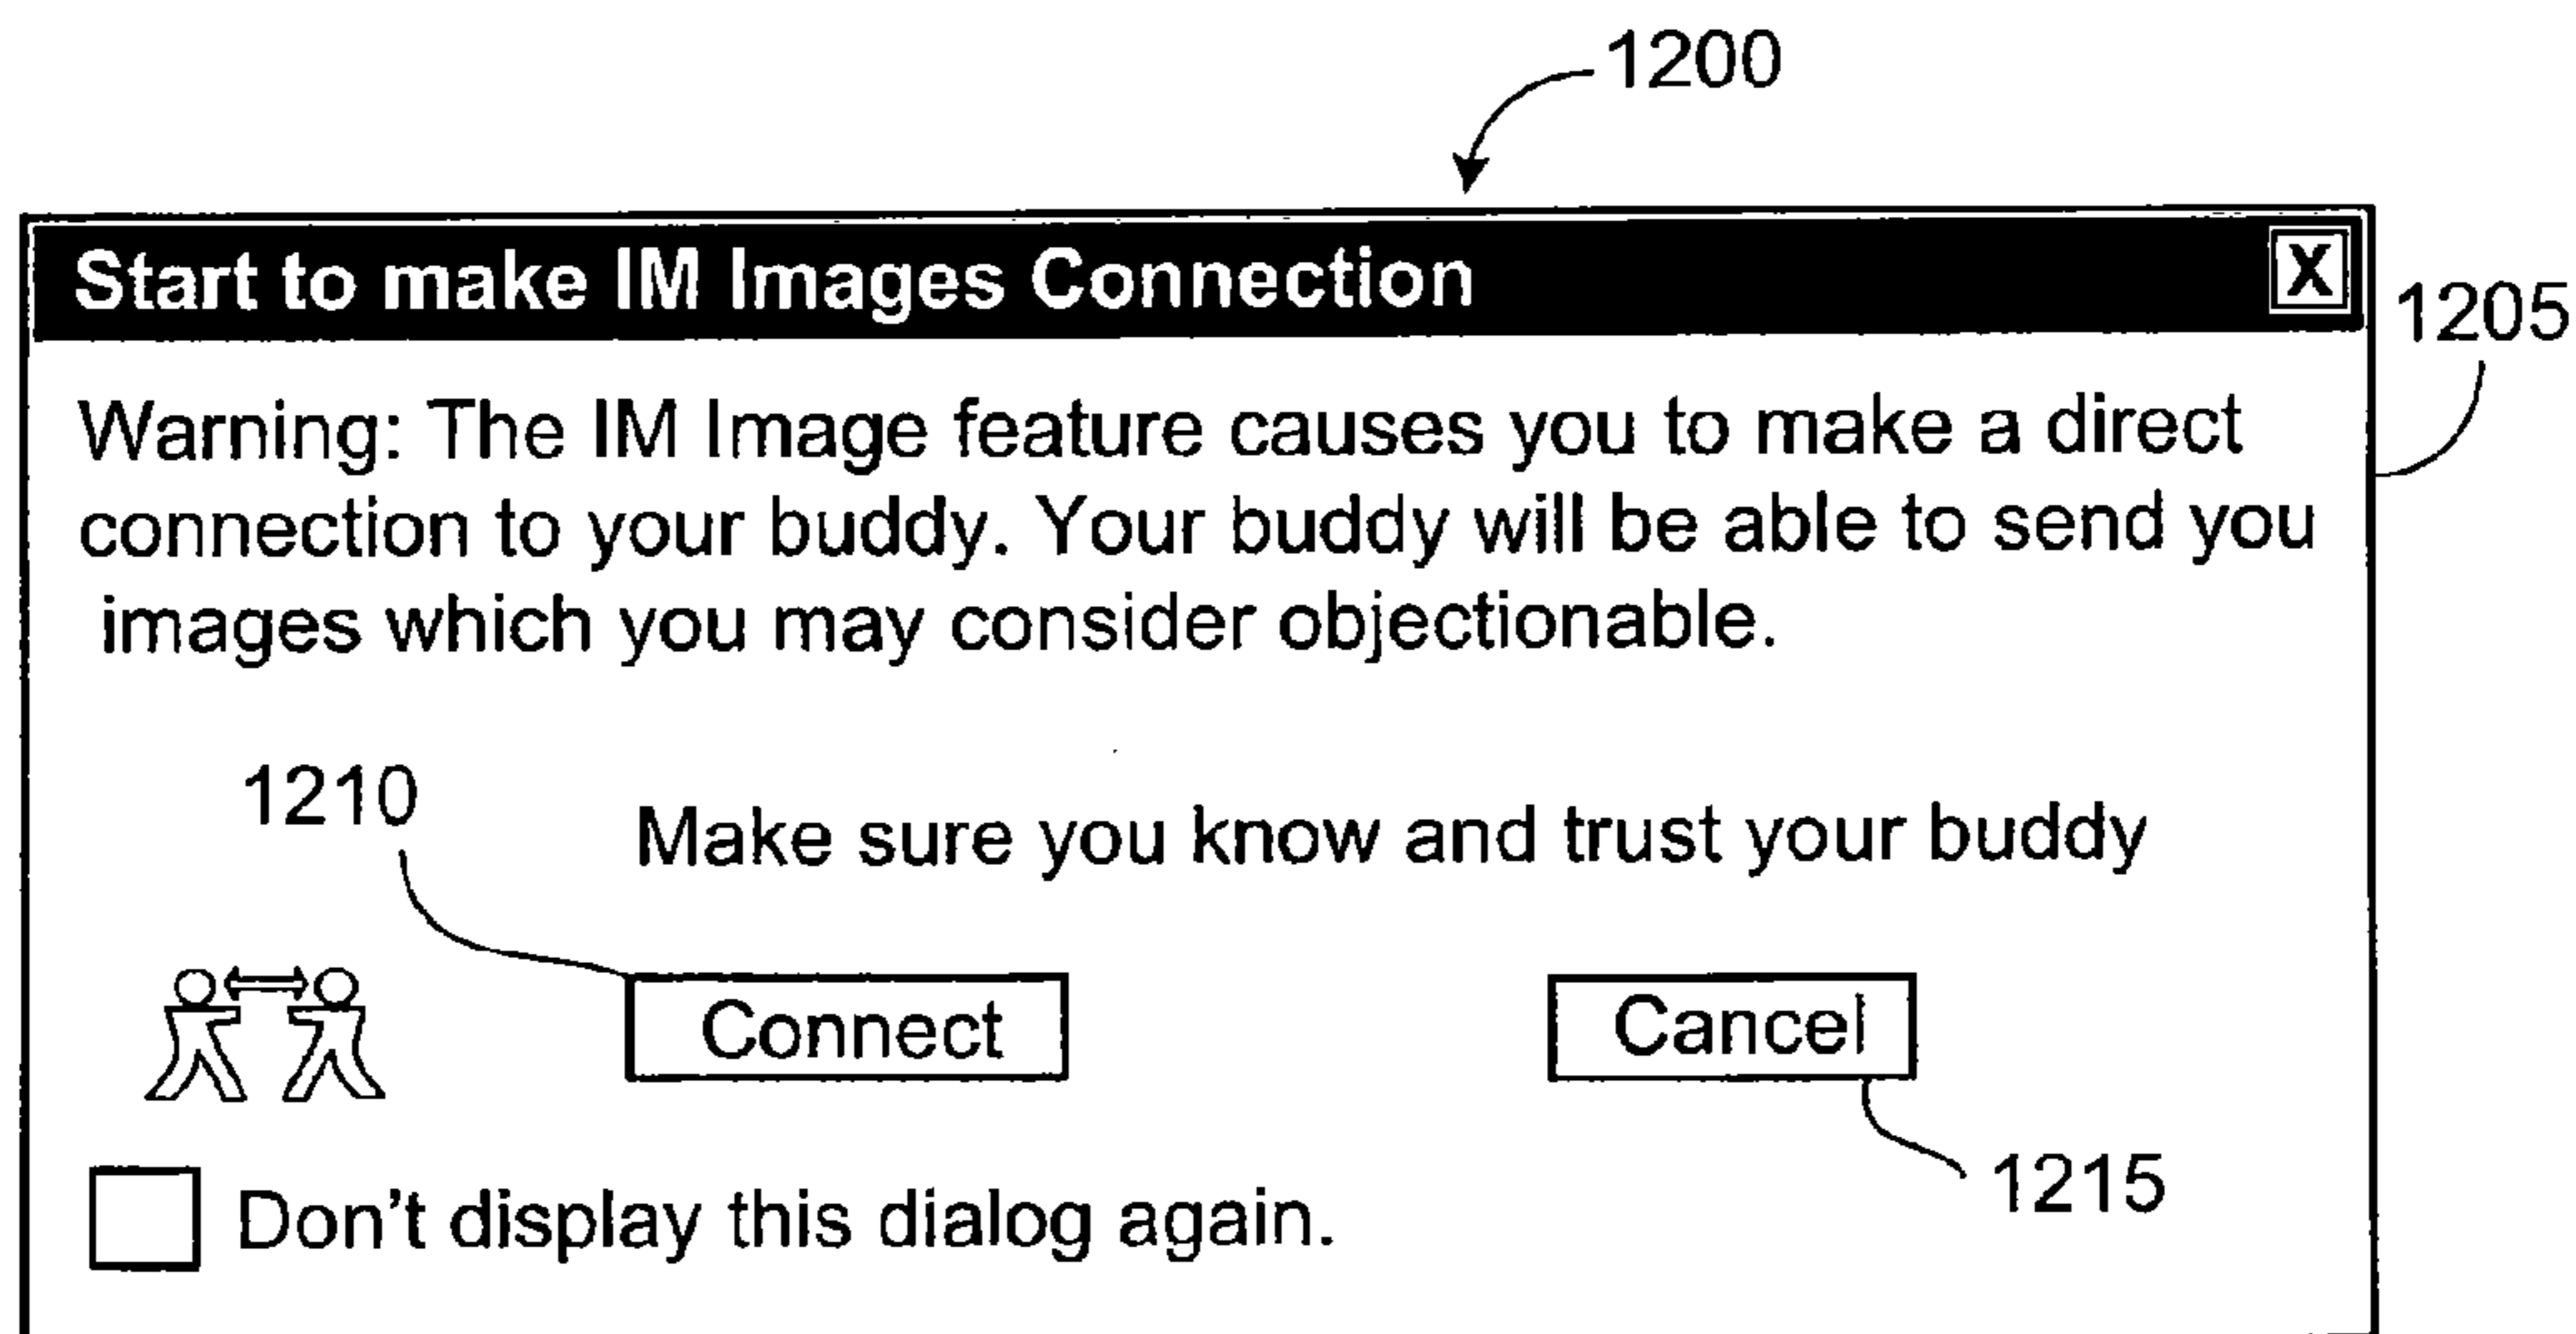 1200
Start to make IM Images Connection X
1205
Warning: The IM Image feature causes you to make a direct
connection to your buddy. Your buddy will be able to send you
images which you may consider objectionable.
1210
Make sure you know and trust your buddy
Connect
Cancel
1215
Don't display this dialog again.